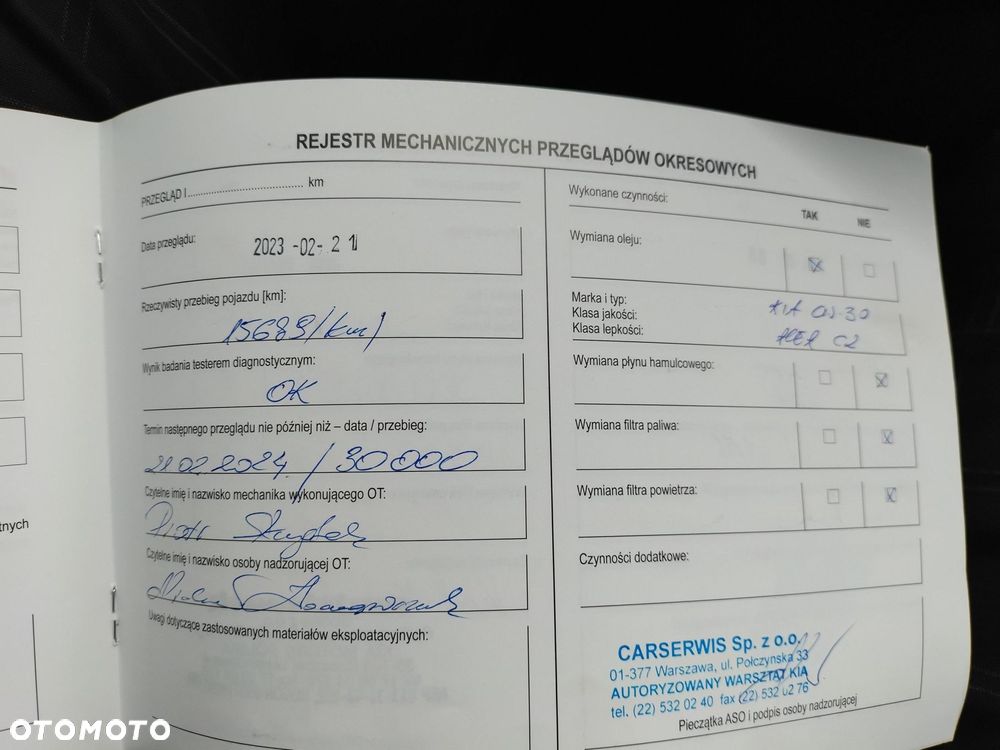 REJESTR MECHANICZNYCH PRZEGLĄDÓW OKRESOWYCH
PRZEGLĄD I .............................. km
Data przeglądu:
2023 -02- 21
Rzeczywisty przebieg pojazdu [km]:
15689 /km/
Wynik badania testerem diagnostycznym:
OK
Termin następnego przeglądu nie później niż – data / przebieg:
21.02.2024. / 30000
Czytelne imię i nazwisko mechanika wykonującego OT:
Piotr
Czytelne imię i nazwisko osoby nadzorującej OT:
Uwagi dotyczące zastosowanych materiałów eksploatacyjnych:
Wykonane czynności:
TAK NIE
Wymiana oleju:
Marka i typ:
Klasa jakości:
Klasa lepkości:
KIA 0W-30
ACEA C2
Wymiana płynu hamulcowego:
Wymiana filtra paliwa:
Wymiana filtra powietrza:
Czynności dodatkowe:
CARSERWIS Sp. z o.o.
01-377 Warszawa, ul. Połczyńska 33
AUTORYZOWANY WARSZTAT KIA
tel. (22) 532 02 40 fax (22) 532 02 76
Pieczątka ASO i podpis osoby nadzorującej
tnych
OTOMOTO